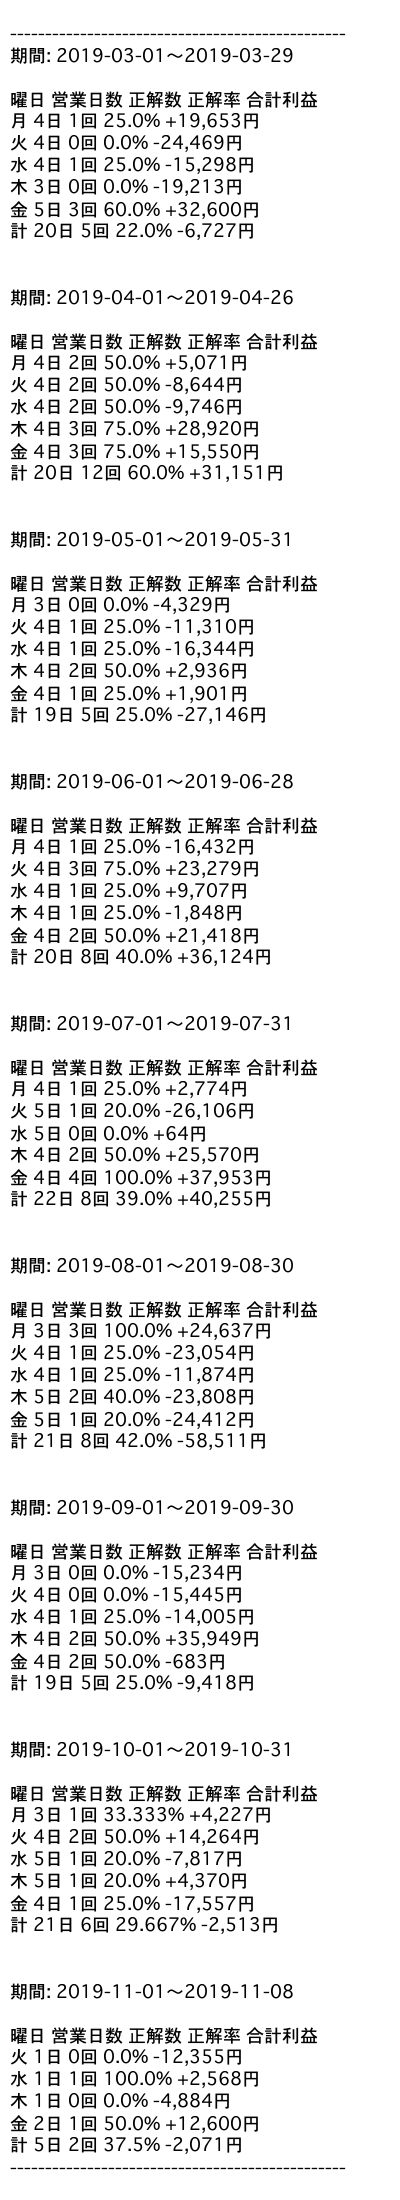 ------------------------------------------------
期間: 2019-03-01〜2019-03-29
曜日 営業日数 正解数 正解率 合計利益
月 4日 1回 25.0% +19,653円
火 4日 0回 0.0% -24,469円
水 4日 1回 25.0% -15,298円
木 3日 0回 0.0% -19,213円
金 5日 3回 60.0% +32,600円
計 20日 5回 22.0% -6,727円
期間: 2019-04-01〜2019-04-26
曜日 営業日数 正解数 正解率 合計利益
月 4日 2回 50.0% +5,071円
火 4日 2回 50.0% -8,644円
水 4日 2回 50.0% -9,746円
木 4日 3回 75.0% +28,920円
金 4日 3回 75.0% +15,550円
計 20日 12回 60.0% +31,151円
期間: 2019-05-01〜2019-05-31
曜日 営業日数 正解数 正解率 合計利益
月 3日 0回 0.0% -4,329円
火 4日 1回 25.0% -11,310円
水 4日 1回 25.0% -16,344円
木 4日 2回 50.0% +2,936円
金 4日 1回 25.0% +1,901円
計 19日 5回 25.0% -27,146円
期間: 2019-06-01〜2019-06-28
曜日 営業日数 正解数 正解率 合計利益
月 4日 1回 25.0% -16,432円
火 4日 3回 75.0% +23,279円
水 4日 1回 25.0% +9,707円
木 4日 1回 25.0% -1,848円
金 4日 2回 50.0% +21,418円
計 20日 8回 40.0% +36,124円
期間: 2019-07-01〜2019-07-31
曜日 営業日数 正解数 正解率 合計利益
月 4日 1回 25.0% +2,774円
火 5日 1回 20.0% -26,106円
水 5日 0回 0.0% +64円
木 4日 2回 50.0% +25,570円
金 4日 4回 100.0% +37,953円
計 22日 8回 39.0% +40,255円
期間: 2019-08-01〜2019-08-30
曜日 営業日数 正解数 正解率 合計利益
月 3日 3回 100.0% +24,637円
火 4日 1回 25.0% -23,054円
水 4日 1回 25.0% -11,874円
木 5日 2回 40.0% -23,808円
金 5日 1回 20.0% -24,412円
計 21日 8回 42.0% -58,511円
期間: 2019-09-01〜2019-09-30
曜日 営業日数 正解数 正解率 合計利益
月 3日 0回 0.0% -15,234円
火 4日 0回 0.0% -15,445円
水 4日 1回 25.0% -14,005円
木 4日 2回 50.0% +35,949円
金 4日 2回 50.0% -683円
計 19日 5回 25.0% -9,418円
期間: 2019-10-01〜2019-10-31
曜日 営業日数 正解数 正解率 合計利益
月 3日 1回 33.333% +4,227円
火 4日 2回 50.0% +14,264円
水 5日 1回 20.0% -7,817円
木 5日 1回 20.0% +4,370円
金 4日 1回 25.0% -17,557円
計 21日 6回 29.667% -2,513円
期間: 2019-11-01〜2019-11-08
曜日 営業日数 正解数 正解率 合計利益
火 1日 0回 0.0% -12,355円
水 1日 1回 100.0% +2,568円
木 1日 0回 0.0% -4,884円
金 2日 1回 50.0% +12,600円
計 5日 2回 37.5% -2,071円
------------------------------------------------